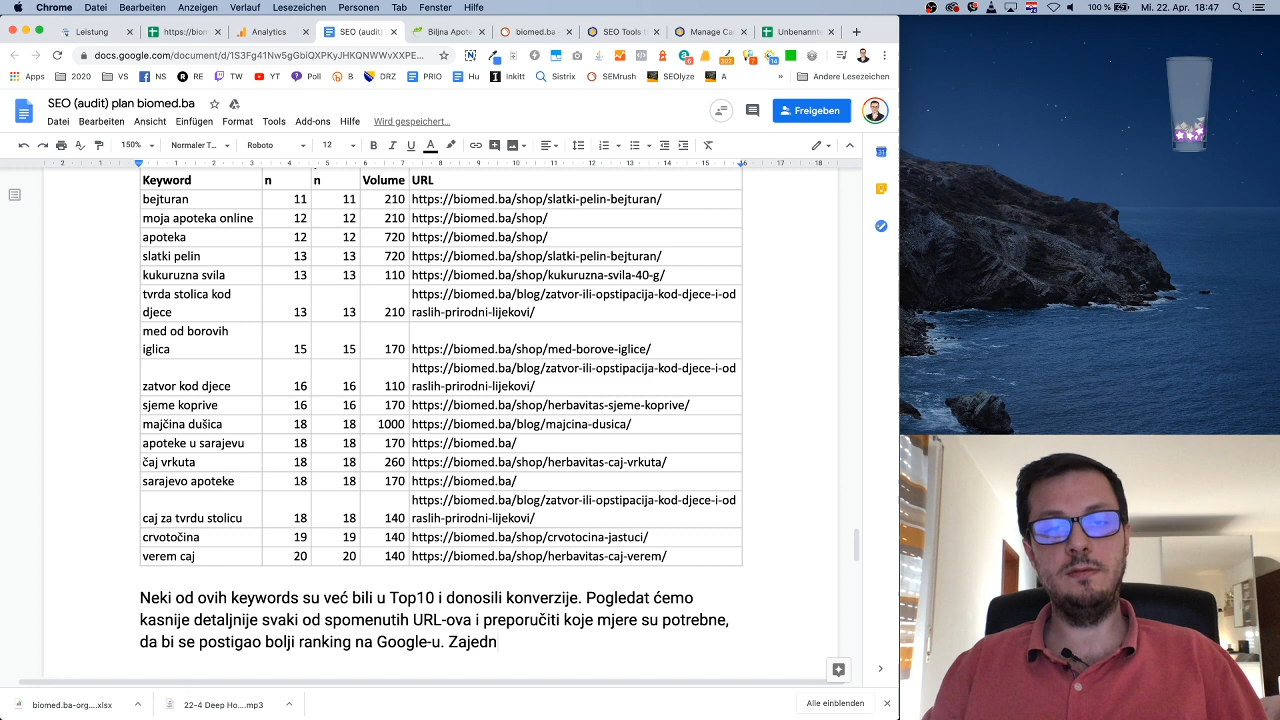 Chrome Datei Bearbeiten Anzeigen Verlauf Lesezeichen Personen Tab Fenster Hilfe 100 % Mi. 22. Apr. 18:47
Leistung https://bio Analytics SEO (audit) Biljna Apote biomed.ba SEO Tools Manage Ca Unbenannt
docs.google.com/document/d/1S3Fg41Nw5gGbiQXPKyJHKQNWWvXXPE...
Apps 2020 VS FA NS RE TW YT Poll B DRZ PRIO Hu Inkitt Sistrix SEMrush SEOlyze A » Andere Lesezeichen
SEO (audit) plan biomed.ba
Datei Bearbeiten Ansicht Einfügen Format Tools Add-ons Hilfe Wird gespeichert...
Freigeben
150% Normaler T... Roboto 12 B I U A
Keyword n n Volume URL
bejturan 11 11 210 https://biomed.ba/shop/slatki-pelin-bejturan/
moja apoteka online 12 12 210 https://biomed.ba/shop/
apoteka 12 12 720 https://biomed.ba/shop/
slatki pelin 13 13 720 https://biomed.ba/shop/slatki-pelin-bejturan/
kukuruzna svila 13 13 110 https://biomed.ba/shop/kukuruzna-svila-40-g/
tvrda stolica kod https://biomed.ba/blog/zatvor-ili-opstipacija-kod-djece-i-od
djece 13 13 210 raslih-prirodni-lijekovi/
med od borovih
iglica 15 15 170 https://biomed.ba/shop/med-borove-iglice/
https://biomed.ba/blog/zatvor-ili-opstipacija-kod-djece-i-od
zatvor kod djece 16 16 110 raslih-prirodni-lijekovi/
sjeme koprive 16 16 170 https://biomed.ba/shop/herbavitas-sjeme-koprive/
majčina dušica 18 18 1000 https://biomed.ba/blog/majcina-dusica/
apoteke u sarajevu 18 18 170 https://biomed.ba/
čaj vrkuta 18 18 260 https://biomed.ba/shop/herbavitas-caj-vrkuta/
sarajevo apoteke 18 18 170 https://biomed.ba/
https://biomed.ba/blog/zatvor-ili-opstipacija-kod-djece-i-od
caj za tvrdu stolicu 18 18 140 raslih-prirodni-lijekovi/
crvotočina 19 19 140 https://biomed.ba/shop/crvotocina-jastuci/
verem caj 20 20 140 https://biomed.ba/shop/herbavitas-caj-verem/
Neki od ovih keywords su već bili u Top10 i donosili konverzije. Pogledat ćemo
kasnije detaljnije svaki od spomenutih URL-ova i preporučiti koje mjere su potrebne,
da bi se postigao bolji ranking na Google-u. Zajedn
biomed.ba-org....xlsx 22-4 Deep Ho....mp3 Alle einblenden